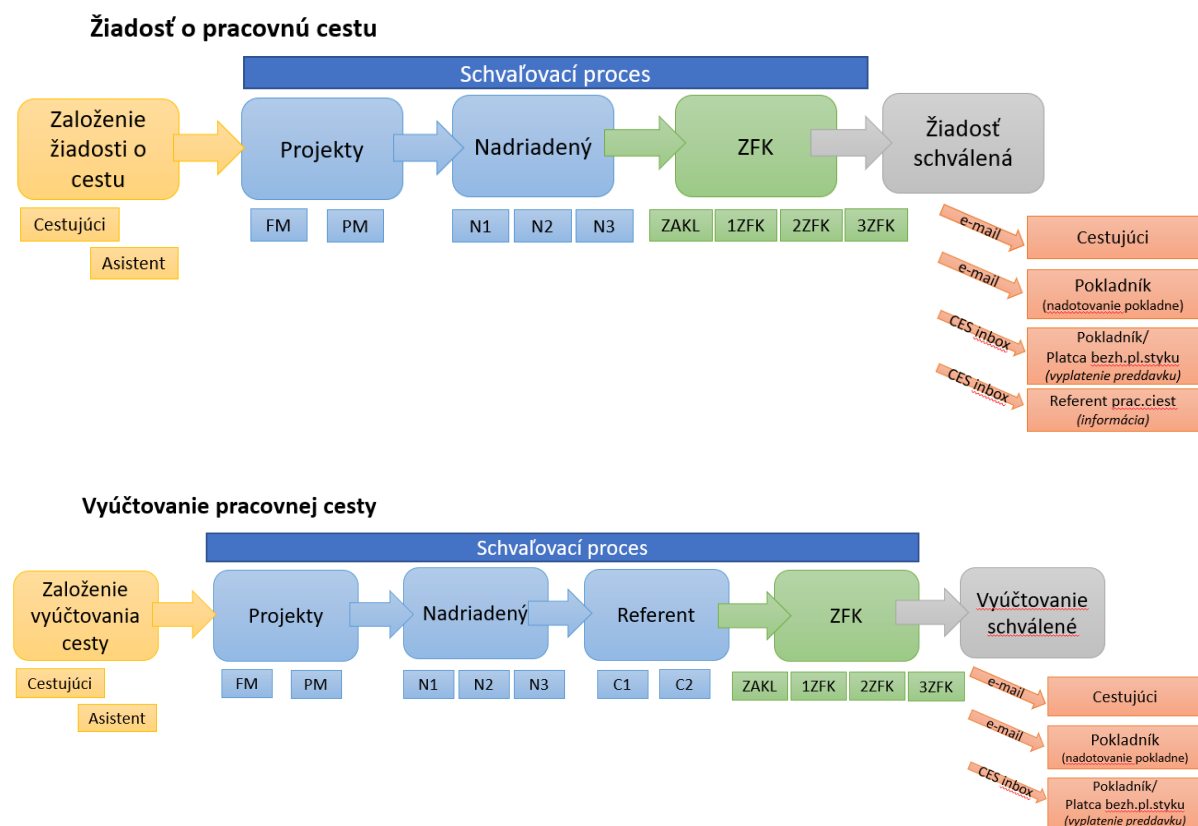 Žiadosť o pracovnú cestu
Schvaľovací proces
Založenie
žiadosti o
cestu
Projekty
Nadriadený
ZFK
Žiadosť
schválená
Cestujúci
Asistent
FM
PM
N1
N2
N3
ZAKL
1ZFK
2ZFK
3ZFK
e-mail
Cestujúci
e-mail
Pokladník
(nadotovanie pokladne)
CES inbox
Pokladník/
Platca bezh.pl.styku
(vyplatenie preddavku)
CES inbox
Referent prac.ciest
(informácia)
Vyúčtovanie pracovnej cesty
Schvaľovací proces
Založenie
vyúčtovania
cesty
Projekty
Nadriadený
Referent
ZFK
Vyúčtovanie
schválené
Cestujúci
Asistent
FM
PM
N1
N2
N3
C1
C2
ZAKL
1ZFK
2ZFK
3ZFK
e-mail
Cestujúci
e-mail
Pokladník
(nadotovanie pokladne)
CES inbox
Pokladník/
Platca bezh.pl.styku
(vyplatenie preddavku)